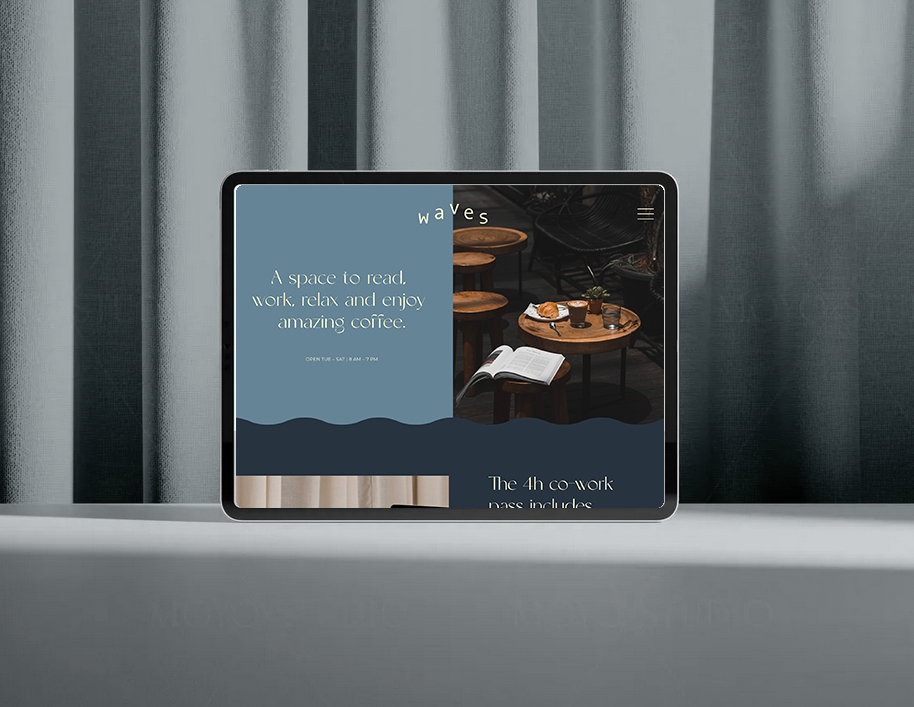 waves
A space to read,
work, relax and enjoy
amazing coffee.
OPEN TUE - SAT | 8 AM - 7 PM
The 4h co-work
pass includes